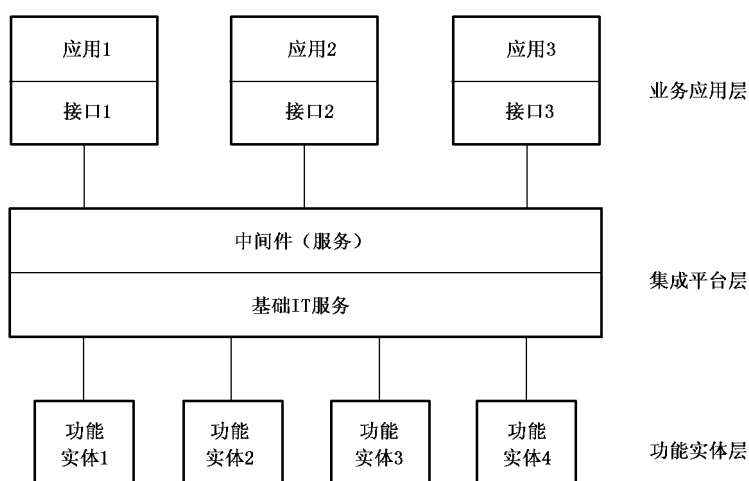 应用1
应用2
应用3
业务应用层
接口1
接口2
接口3
中间件（服务）
集成平台层
基础IT服务
功能
实体1
功能
实体2
功能
实体3
功能
实体4
功能实体层